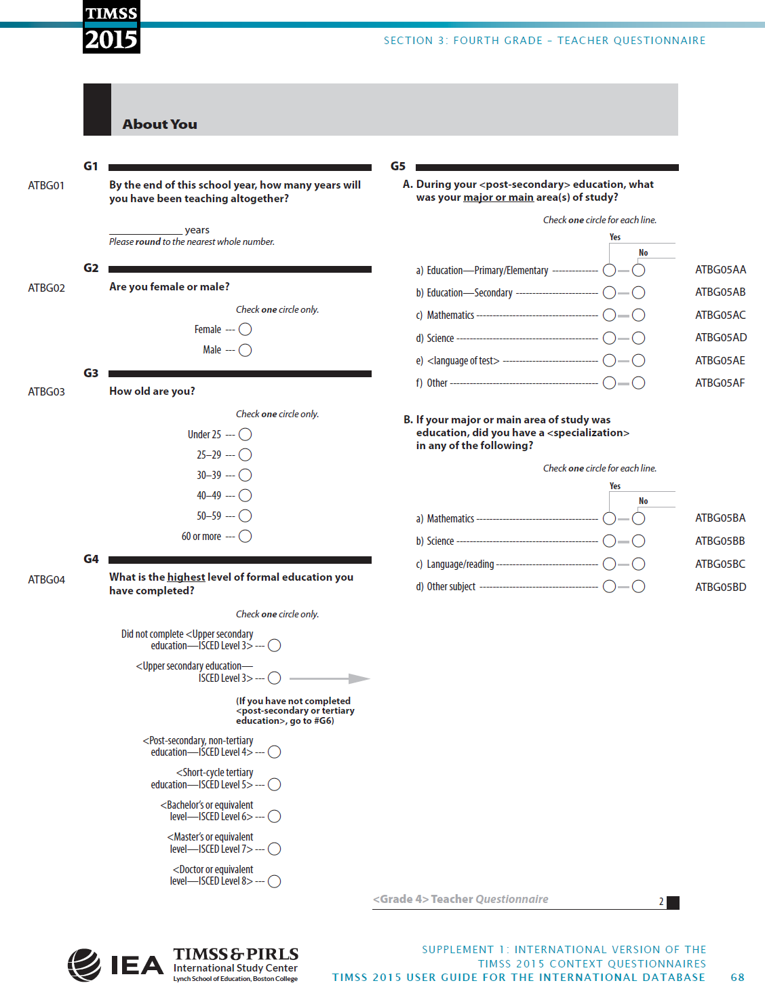 TIMSS
2015
SECTION 3: FOURTH GRADE – TEACHER QUESTIONNAIRE
About You
G1
ATBG01
By the end of this school year, how many years will
you have been teaching altogether?
______________ years
Please round to the nearest whole number.
G2
ATBG02
Are you female or male?
Check one circle only.
Female ---
Male ---
G3
ATBG03
How old are you?
Check one circle only.
Under 25 ---
25–29 ---
30–39 ---
40–49 ---
50–59 ---
60 or more ---
G4
ATBG04
What is the highest level of formal education you
have completed?
Check one circle only.
Did not complete <Upper secondary
education—ISCED Level 3> ---
<Upper secondary education—
ISCED Level 3> ---
(If you have not completed
<post-secondary or tertiary
education>, go to #G6)
<Post-secondary, non-tertiary
education—ISCED Level 4> ---
<Short-cycle tertiary
education—ISCED Level 5> ---
<Bachelor's or equivalent
level—ISCED Level 6> ---
<Master's or equivalent
level—ISCED Level 7> ---
<Doctor or equivalent
level—ISCED Level 8> ---
G5
A. During your <post-secondary> education, what
was your major or main area(s) of study?
Check one circle for each line.
Yes
No
a) Education—Primary/Elementary -------------- ATBG05AA
b) Education—Secondary ------------------------- ATBG05AB
c) Mathematics ------------------------------------- ATBG05AC
d) Science ------------------------------------------- ATBG05AD
e) <language of test> ----------------------------- ATBG05AE
f) Other --------------------------------------------- ATBG05AF
B. If your major or main area of study was
education, did you have a <specialization>
in any of the following?
Check one circle for each line.
Yes
No
a) Mathematics ------------------------------------- ATBG05BA
b) Science ------------------------------------------- ATBG05BB
c) Language/reading ------------------------------- ATBG05BC
d) Other subject ------------------------------------ ATBG05BD
<Grade 4> Teacher Questionnaire 2
IEA
TIMSS & PIRLS
International Study Center
Lynch School of Education, Boston College
SUPPLEMENT 1: INTERNATIONAL VERSION OF THE
TIMSS 2015 CONTEXT QUESTIONNAIRES
TIMSS 2015 USER GUIDE FOR THE INTERNATIONAL DATABASE 68